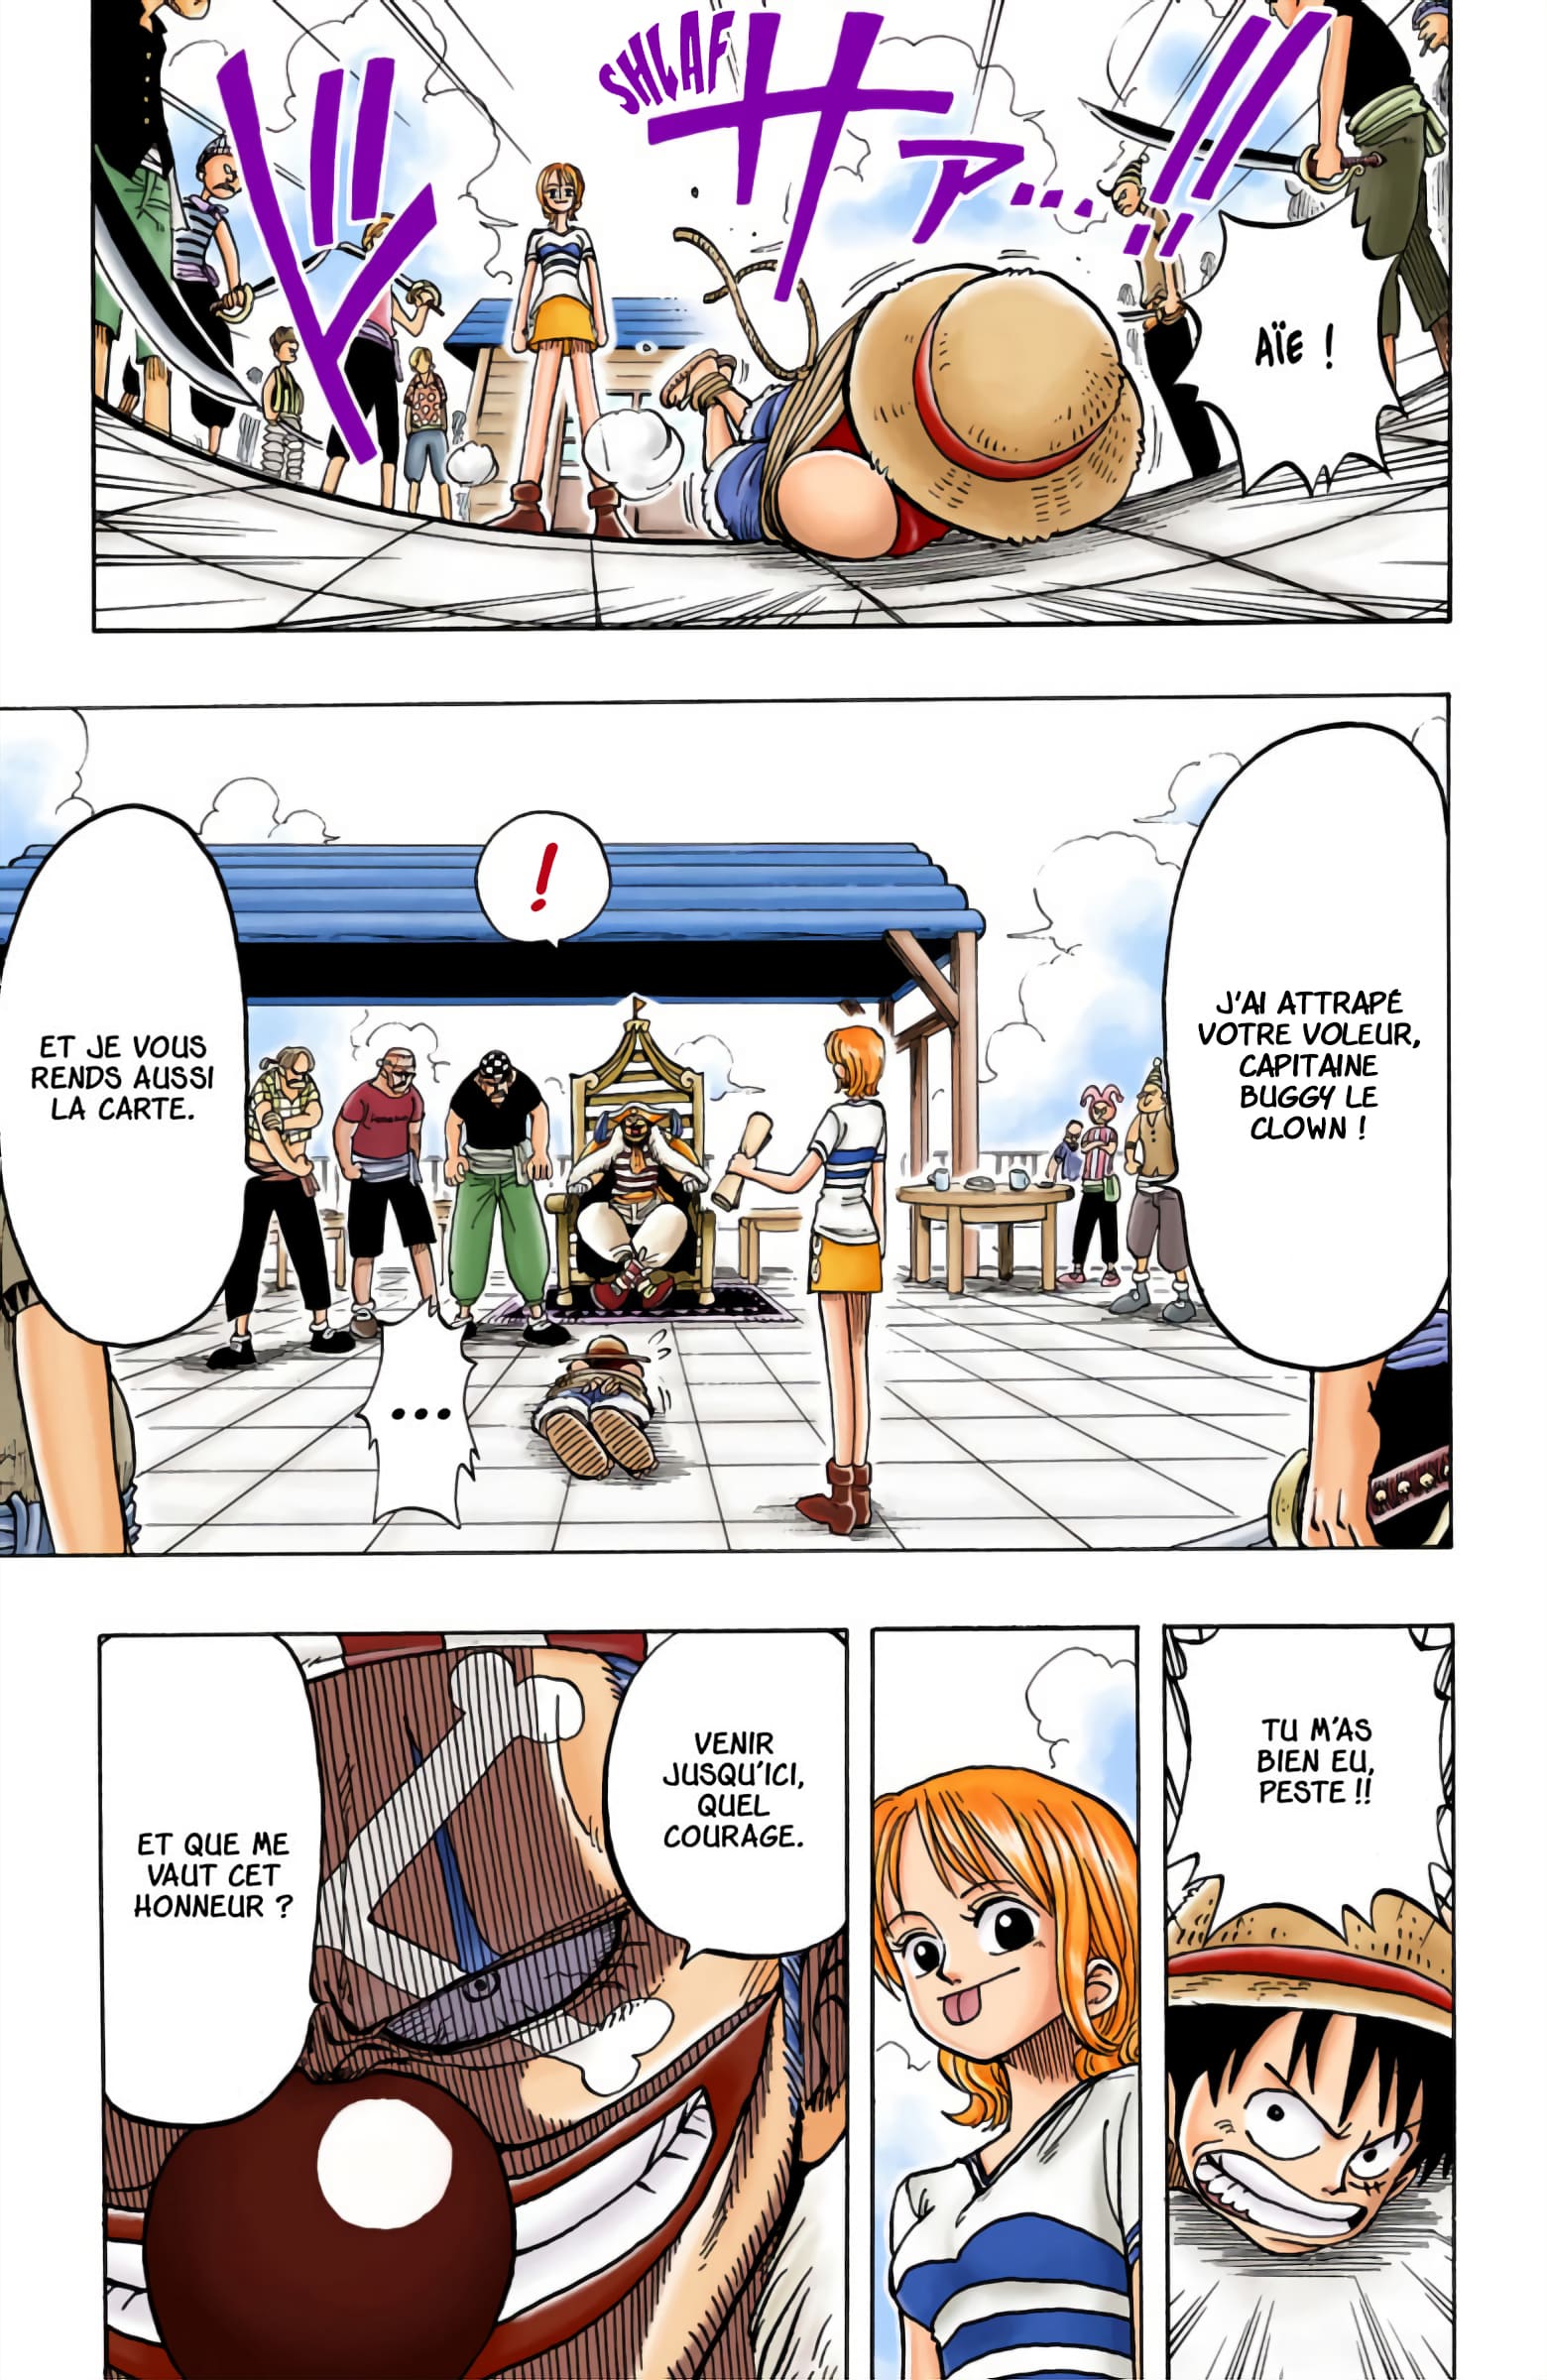 ドサァ…!!
SHLAF
AÏE !
J'AI ATTRAPÉ
VOTRE VOLEUR,
CAPITAINE
BUGGY LE
CLOWN !
!
ET JE VOUS
RENDS AUSSI
LA CARTE.
...
TU M'AS
BIEN EU,
PESTE !!
VENIR
JUSQU'ICI,
QUEL
COURAGE.
ET QUE ME
VAUT CET
HONNEUR ?